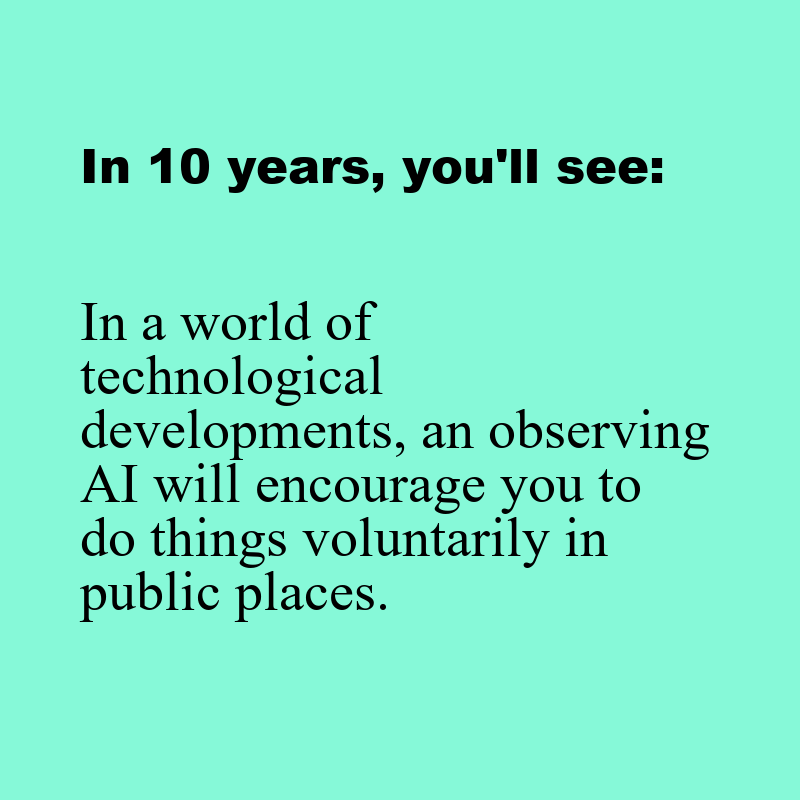 In 10 years, you'll see:
In a world of
technological
developments, an observing
AI will encourage you to
do things voluntarily in
public places.